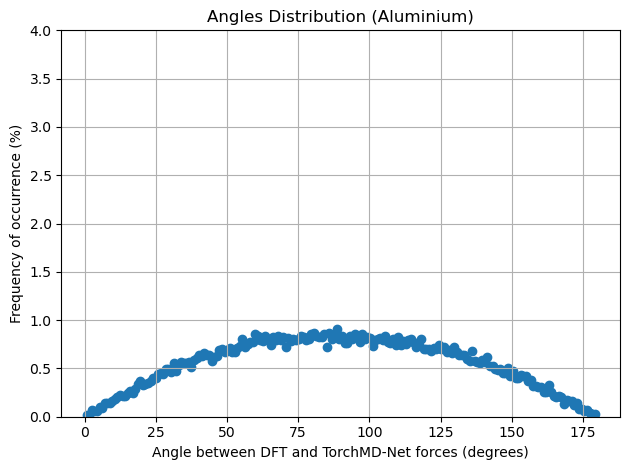 Angles Distribution (Aluminium)
4.0
3.5
3.0
2.5
2.0
1.5
1.0
0.5
0.0
Frequency of occurrence (%)
0 25 50 75 100 125 150 175
Angle between DFT and TorchMD-Net forces (degrees)